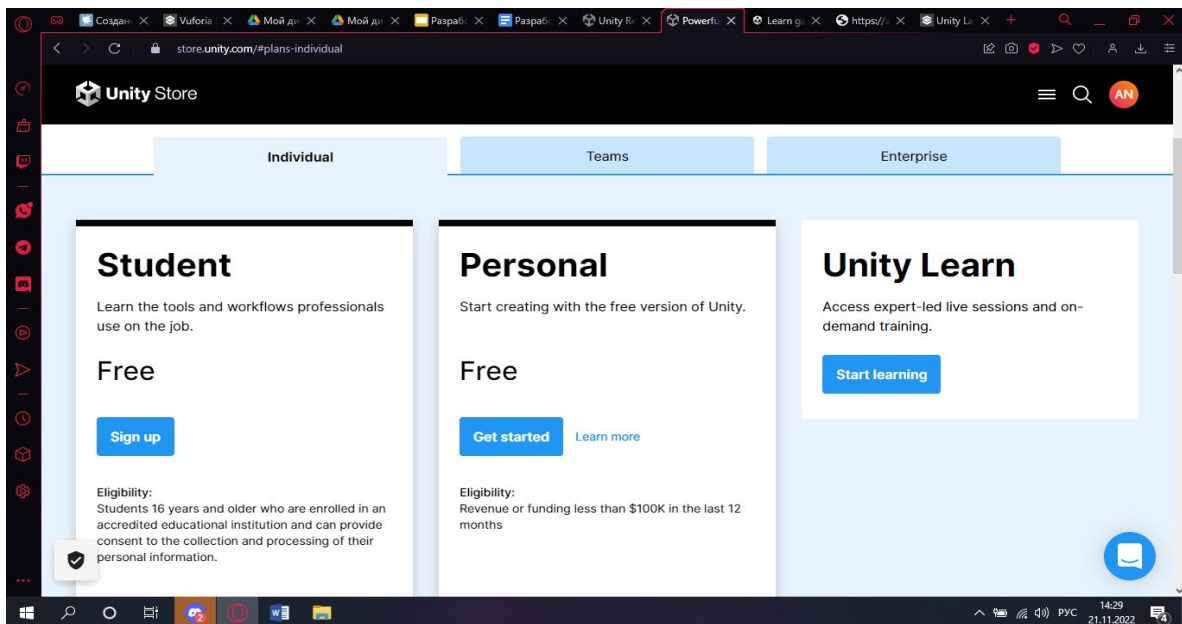 Создани
Vuforia
Мой ди
Мой ди
Разраб
Разраб
Unity Re
Powerfu
Learn ga
https://a
Unity La
store.unity.com/#plans-individual
Unity Store
AN
Individual
Teams
Enterprise
Student
Learn the tools and workflows professionals
use on the job.
Free
Sign up
Eligibility:
Students 16 years and older who are enrolled in an
accredited educational institution and can provide
consent to the collection and processing of their
personal information.
Personal
Start creating with the free version of Unity.
Free
Get started
Learn more
Eligibility:
Revenue or funding less than $100K in the last 12
months
Unity Learn
Access expert-led live sessions and on-
demand training.
Start learning
2
РУС
14:29
21.11.2022
4